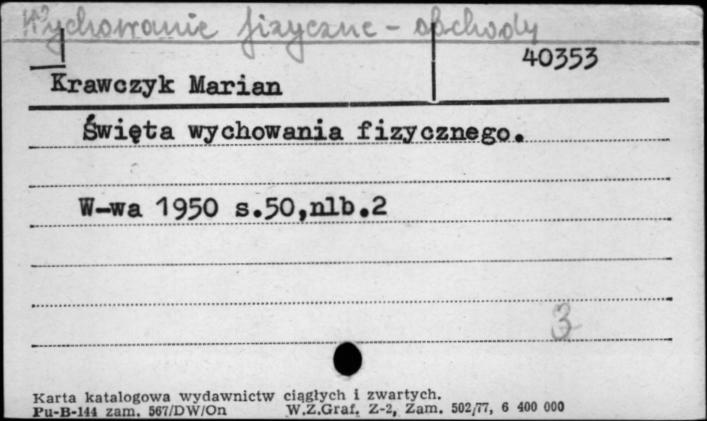 Wychowanie fizyczne - obchody
40353
Krawczyk Marian
Święta wychowania fizycznego.
W-wa 1950 s.50,nlb.2
3
Karta katalogowa wydawnictw ciągłych i zwartych.
Pu-B-144 zam. 567/DW/On W.Z.Graf. Z-2, Zam. 502/77, 6 400 000